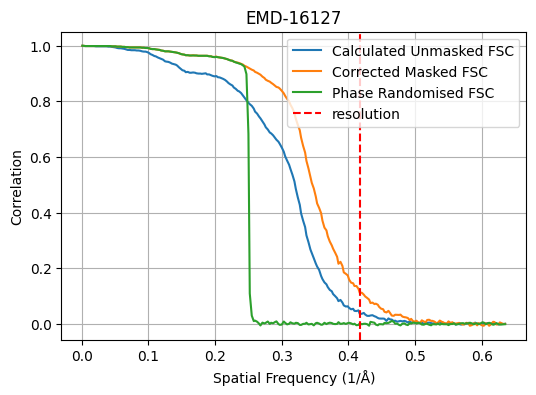 EMD-16127
Calculated Unmasked FSC
Corrected Masked FSC
Phase Randomised FSC
resolution
Correlation
1.0
0.8
0.6
0.4
0.2
0.0
0.0 0.1 0.2 0.3 0.4 0.5 0.6
Spatial Frequency (1/Å)